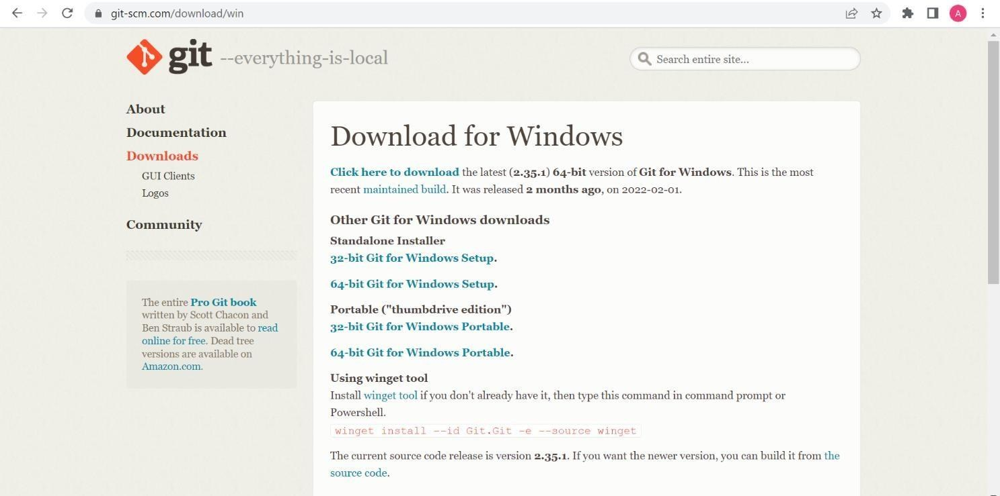 git-scm.com/download/win
A
git --everything-is-local
Search entire site...
About
Documentation
Downloads
GUI Clients
Logos
Community
The entire Pro Git book
written by Scott Chacon and
Ben Straub is available to read
online for free. Dead tree
versions are available on
Amazon.com.
Download for Windows
Click here to download the latest (2.35.1) 64-bit version of Git for Windows. This is the most
recent maintained build. It was released 2 months ago, on 2022-02-01.
Other Git for Windows downloads
Standalone Installer
32-bit Git for Windows Setup.
64-bit Git for Windows Setup.
Portable ("thumbdrive edition")
32-bit Git for Windows Portable.
64-bit Git for Windows Portable.
Using winget tool
Install winget tool if you don't already have it, then type this command in command prompt or
Powershell.
winget install --id Git.Git -e --source winget
The current source code release is version 2.35.1. If you want the newer version, you can build it from the
source code.